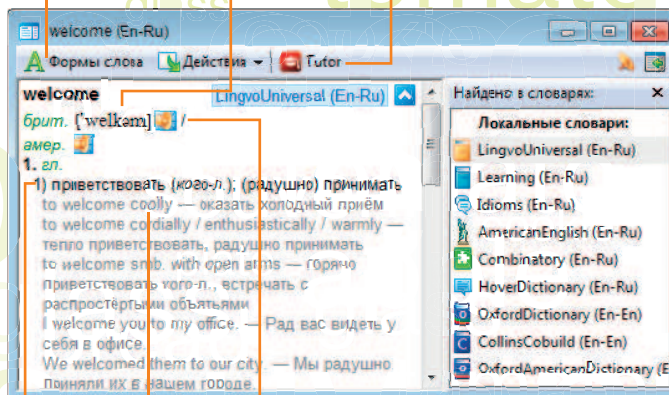 welcome (En-Ru)
Формы слова Действия Tutor
welcome LingvoUniversal (En-Ru)
брит. ['welkəm] /
амер.
1. гл.
1) приветствовать (кого-л.); (радушно) принимать
to welcome coolly — оказать холодный приём
to welcome cordially / enthusiastically / warmly —
тепло приветствовать, радушно принимать
to welcome smb. with open arms — горячо
приветствовать кого-л., встречать с
распростёртыми объятьями
I welcome you to my office. — Рад вас видеть у
себя в офисе.
We welcomed them to our city. — Мы радушно
приняли их в нашем городе.
Найдено в словарях:
Локальные словари:
LingvoUniversal (En-Ru)
Learning (En-Ru)
Idioms (En-Ru)
AmericanEnglish (En-Ru)
Combinatory (En-Ru)
HoverDictionary (En-Ru)
OxfordDictionary (En-En)
CollinsCobuild (En-En)
OxfordAmericanDictionary (E